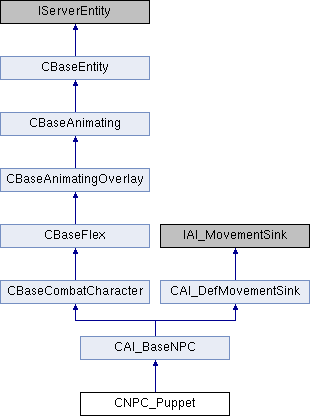 IServerEntity
CBaseEntity
CBaseAnimating
CBaseAnimatingOverlay
CBaseFlex
IAI_MovementSink
CBaseCombatCharacter
CAI_DefMovementSink
CAI_BaseNPC
CNPC_Puppet